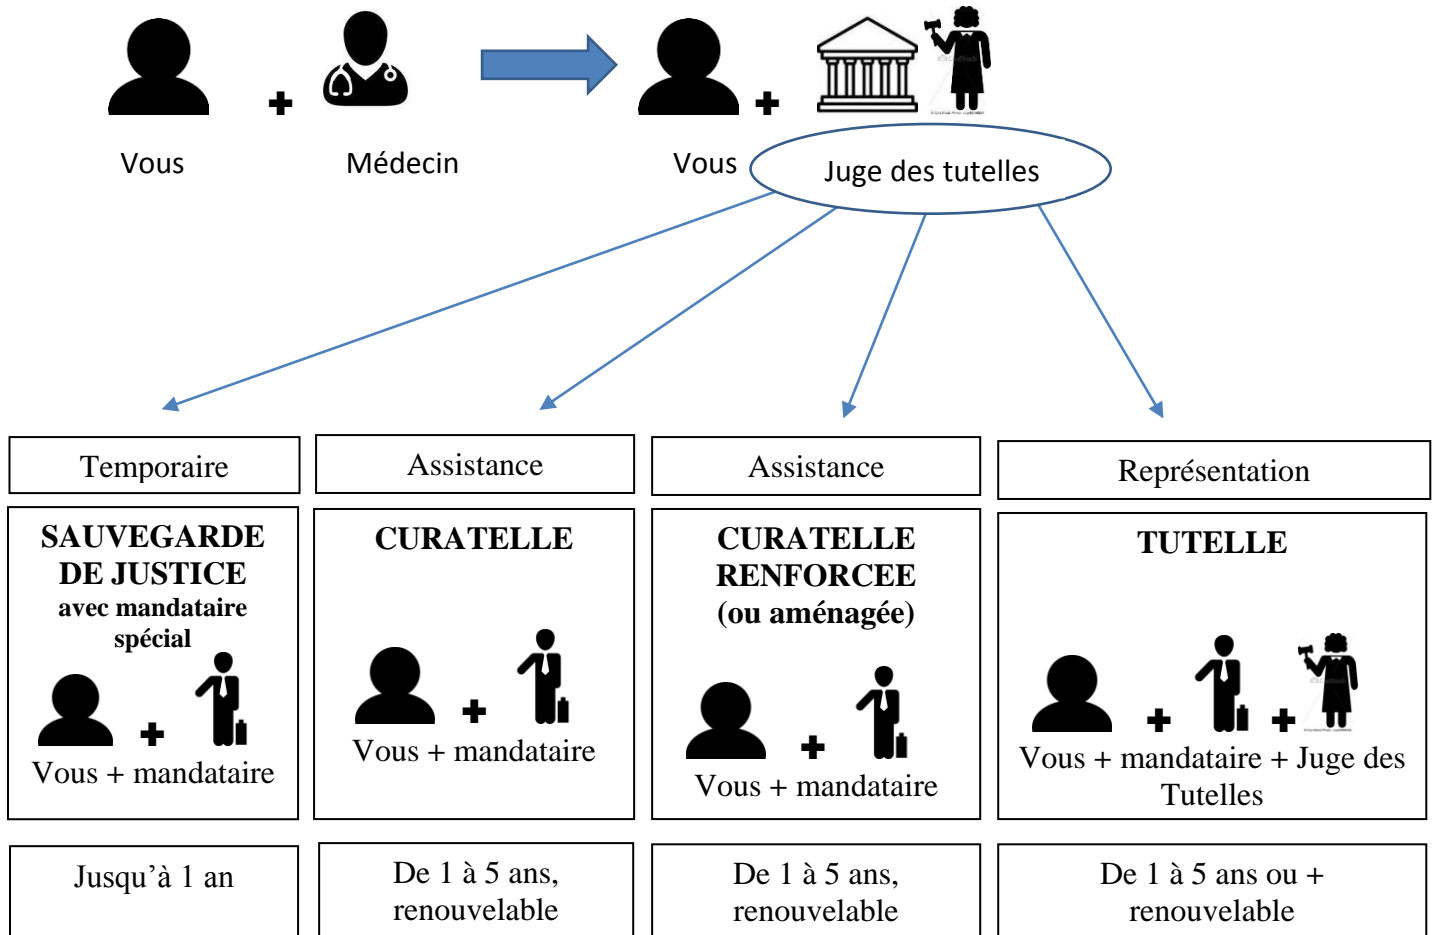 Vous
Médecin
Vous
Juge des tutelles
Temporaire
Assistance
Assistance
Représentation
SAUVEGARDE
DE JUSTICE
avec mandataire
spécial
Vous + mandataire
CURATELLE
Vous + mandataire
CURATELLE
RENFORCEE
(ou aménagée)
Vous + mandataire
TUTELLE
Vous + mandataire + Juge des
Tutelles
Jusqu’à 1 an
De 1 à 5 ans,
renouvelable
De 1 à 5 ans,
renouvelable
De 1 à 5 ans ou +
renouvelable